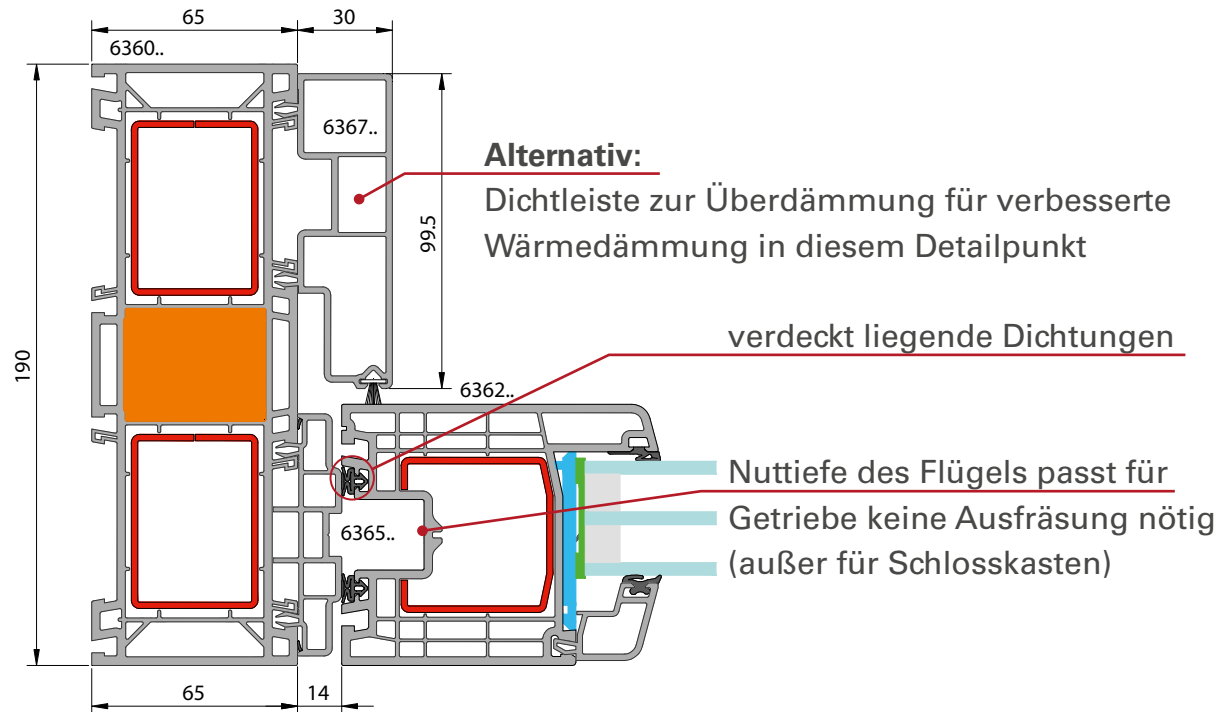 65
30
6360..
6367..
Alternativ:
Dichtleiste zur Überdämmung für verbesserte
Wärmedämmung in diesem Detailpunkt
99.5
190
verdeckt liegende Dichtungen
6362..
Nuttiefe des Flügels passt für
Getriebe keine Ausfräsung nötig
(außer für Schlosskasten)
6365..
65
14